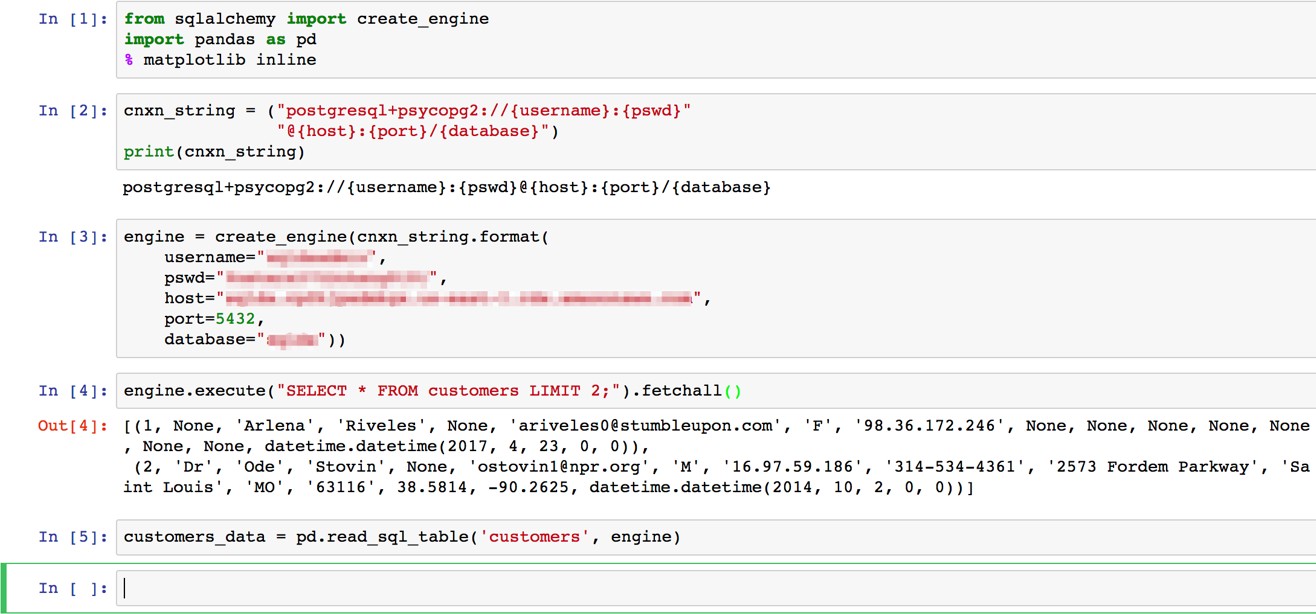 In [1]: from sqlalchemy import create_engine
import pandas as pd
% matplotlib inline
In [2]: cnxn_string = ("postgresql+psycopg2://{username}:{pswd}"
"@{host}:{port}/{database}")
print(cnxn_string)
postgresql+psycopg2://{username}:{pswd}@{host}:{port}/{database}
In [3]: engine = create_engine(cnxn_string.format(
username="",
pswd="",
host="",
port=5432,
database=""))
In [4]: engine.execute("SELECT * FROM customers LIMIT 2;").fetchall()
Out[4]: [(1, None, 'Arlena', 'Riveles', None, 'ariveles0@stumbleupon.com', 'F', '98.36.172.246', None, None, None, None, None
, None, None, datetime.datetime(2017, 4, 23, 0, 0)),
(2, 'Dr', 'Ode', 'Stovin', None, 'ostovin1@npr.org', 'M', '16.97.59.186', '314-534-4361', '2573 Fordem Parkway', 'Sa
int Louis', 'MO', '63116', 38.5814, -90.2625, datetime.datetime(2014, 10, 2, 0, 0))]
In [5]: customers_data = pd.read_sql_table('customers', engine)
In [ ]: